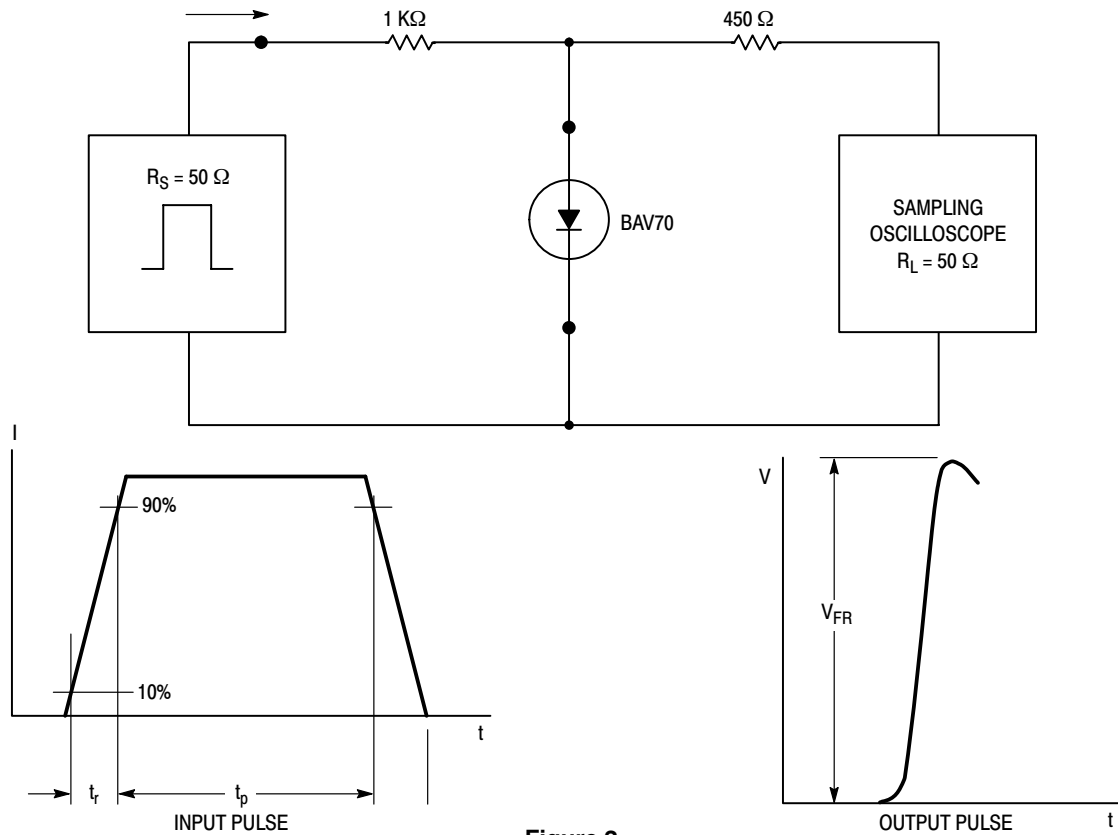 1 KΩ
450 Ω
R_S = 50 Ω
BAV70
SAMPLING
OSCILLOSCOPE
R_L = 50 Ω
I
90%
10%
t
t_r
t_p
INPUT PULSE
V
V_FR
t
OUTPUT PULSE